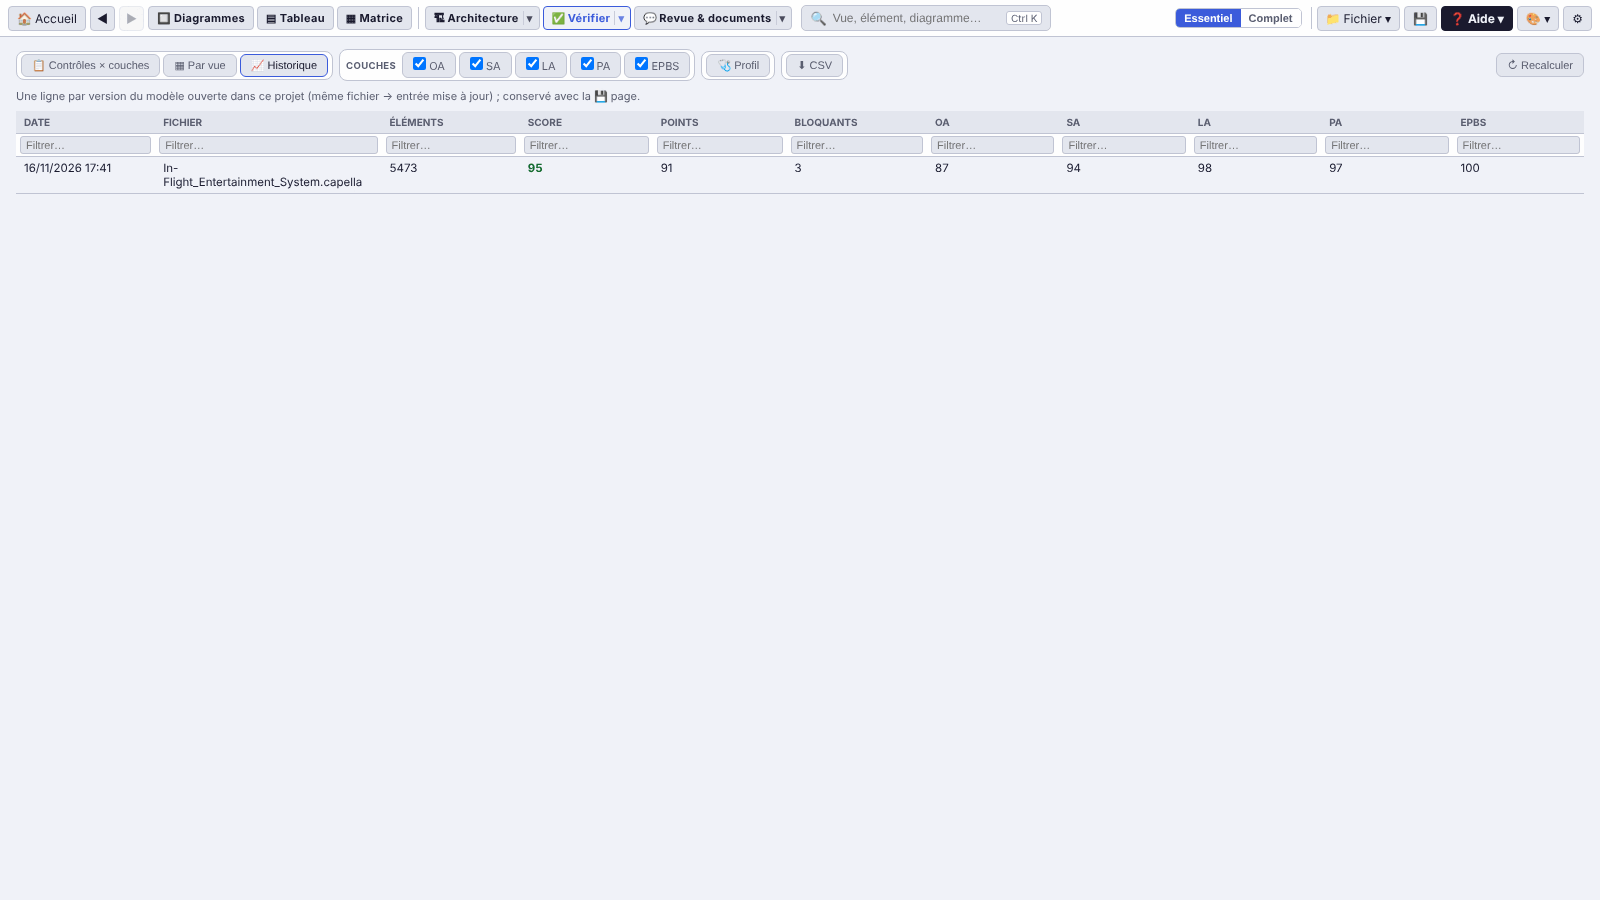 🏠 Accueil ◀ ▶ 🔲 Diagrammes ▤ Tableau ▦ Matrice 🏗 Architecture ▾ ✅ Vérifier ▾ 💬 Revue & documents ▾ 🔍 Vue, élément, diagramme… Ctrl K Essentiel Complet 📁 Fichier ▾ 💾 ❓ Aide ▾ 🎨 ▾ ⚙
📋 Contrôles × couches ▦ Par vue 📈 Historique COUCHES OA SA LA PA EPBS 🩺 Profil ⬇ CSV ↻ Recalculer
Une ligne par version du modèle ouverte dans ce projet (même fichier → entrée mise à jour) ; conservé avec la 💾 page.
DATE FICHIER ÉLÉMENTS SCORE POINTS BLOQUANTS OA SA LA PA EPBS
Filtrer… Filtrer… Filtrer… Filtrer… Filtrer… Filtrer… Filtrer… Filtrer… Filtrer… Filtrer… Filtrer…
16/11/2026 17:41 In- 5473 95 91 3 87 94 98 97 100
Flight_Entertainment_System.capella